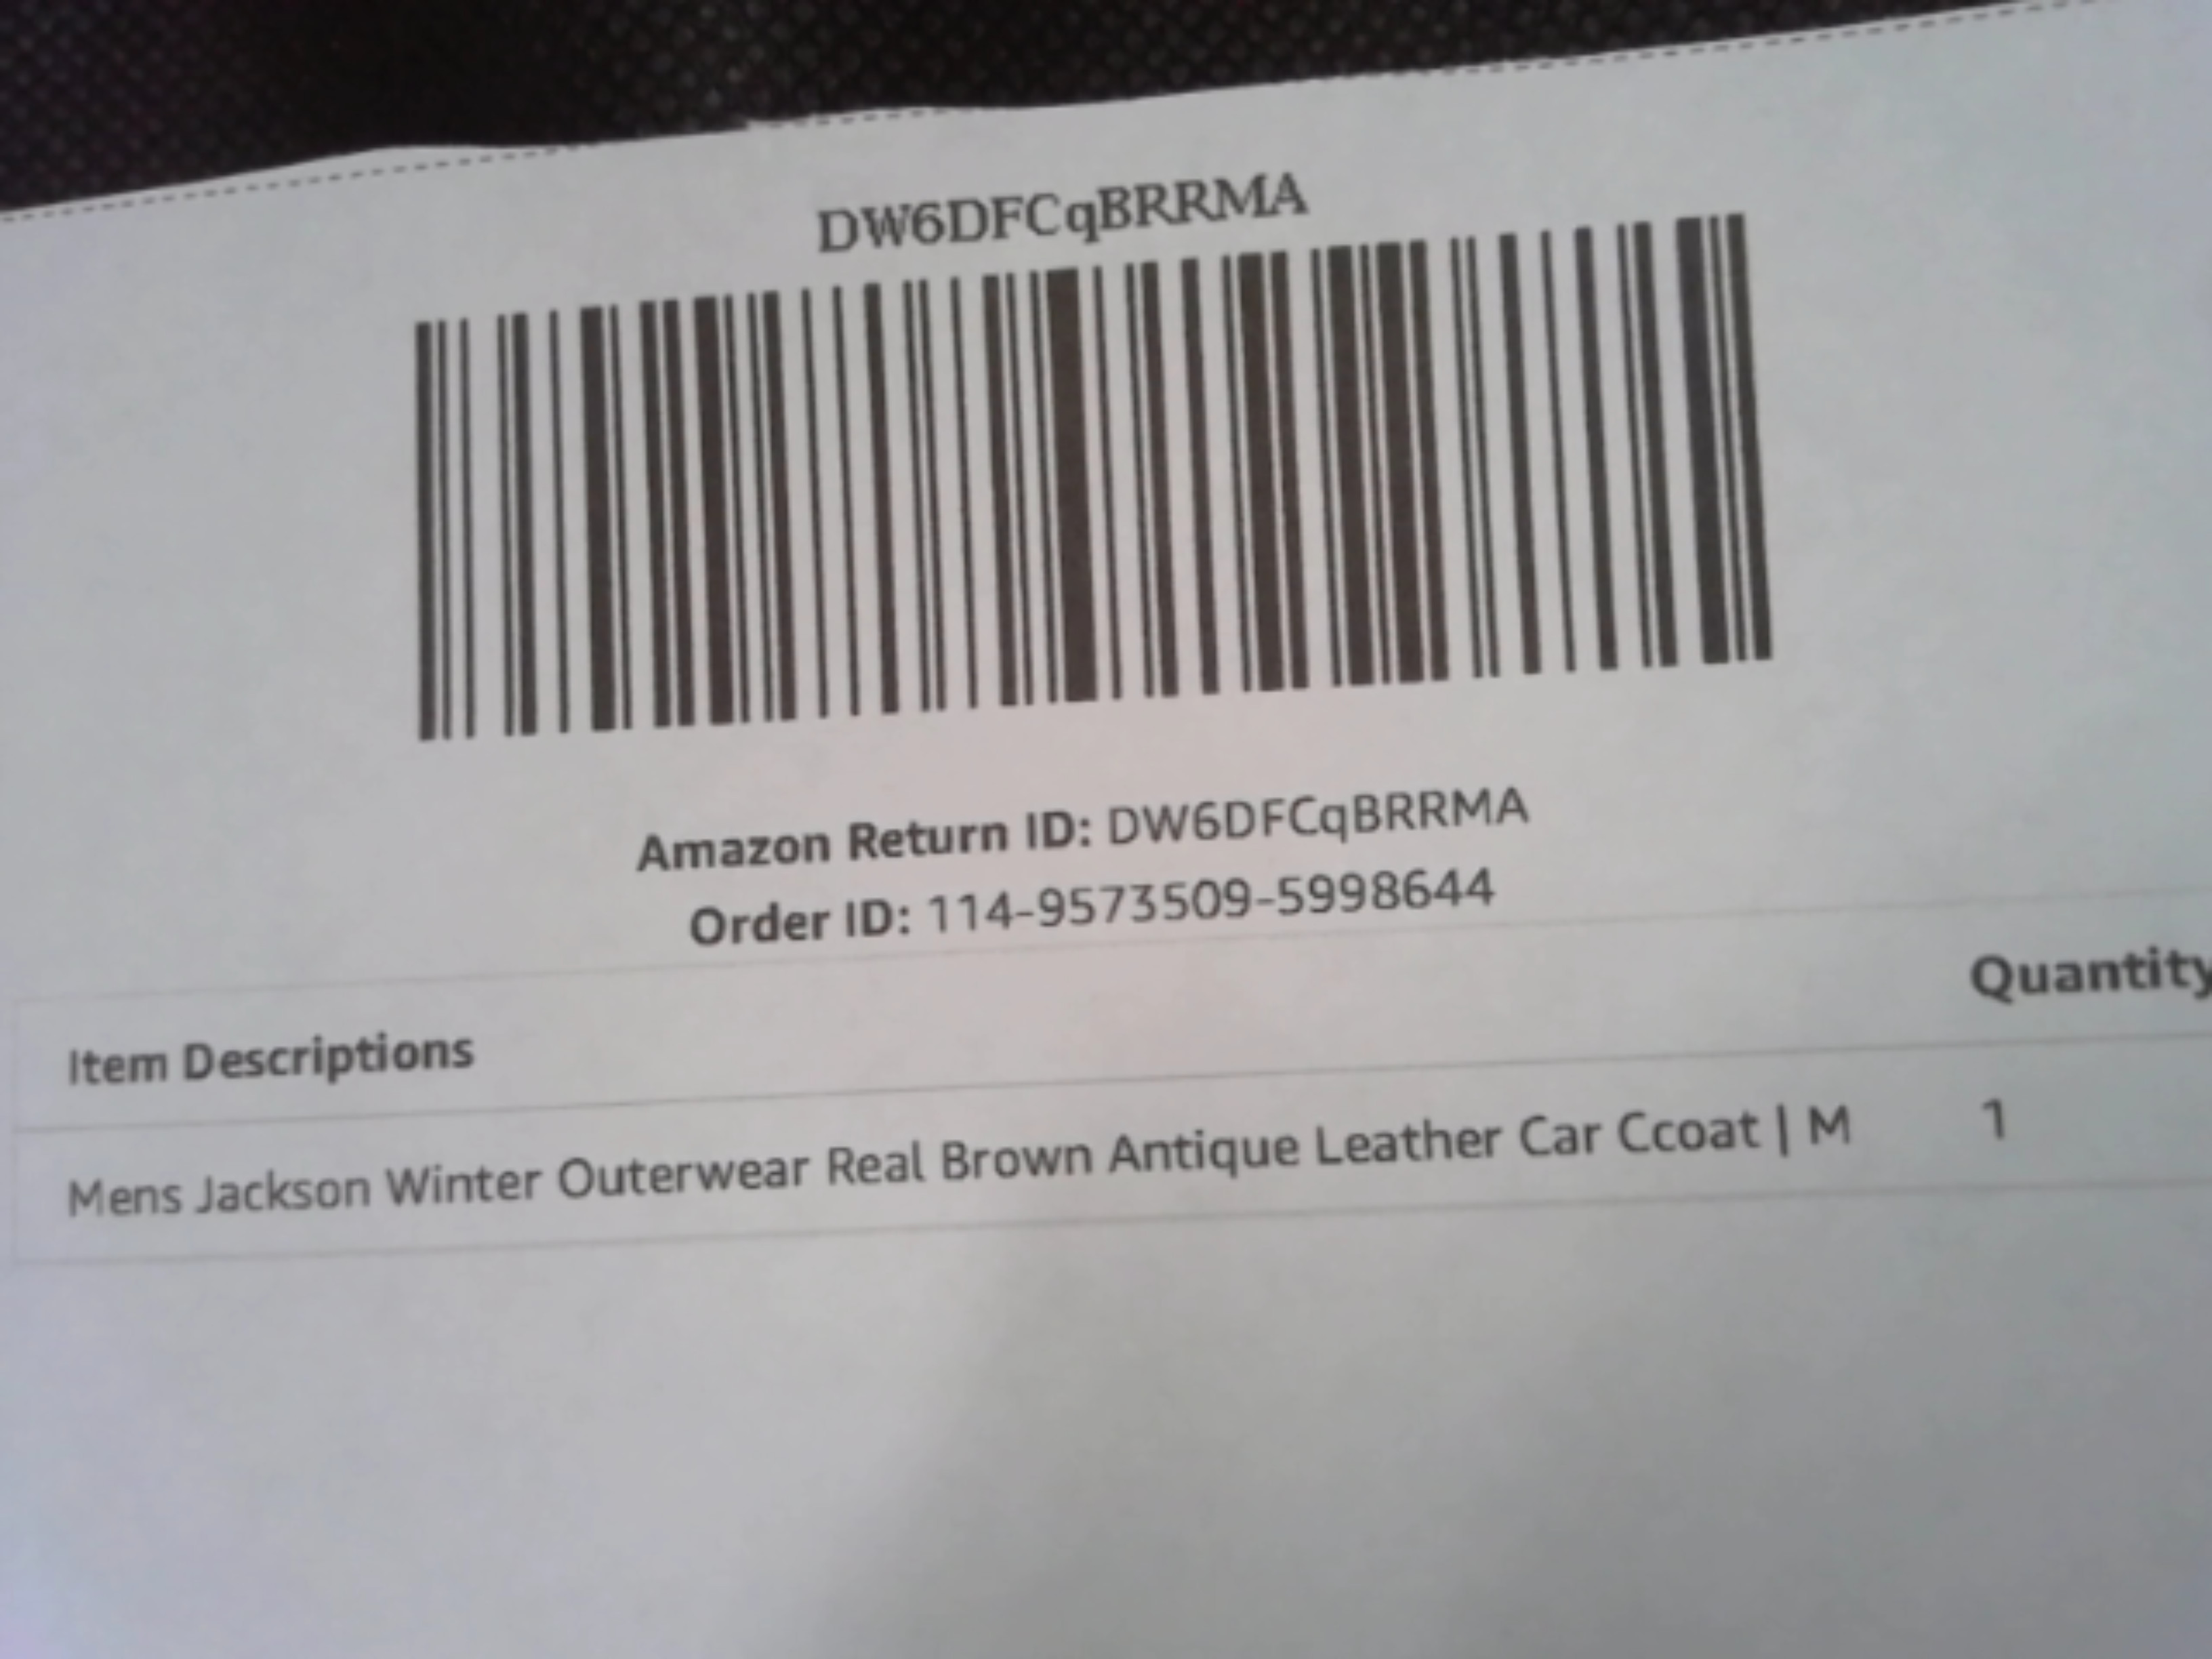 DW6DFCqBRRMA
Amazon Return ID: DW6DFCqBRRMA
Order ID: 114-9573509-5998644
Item Descriptions Quantity
Mens Jackson Winter Outerwear Real Brown Antique Leather Car Ccoat | M 1